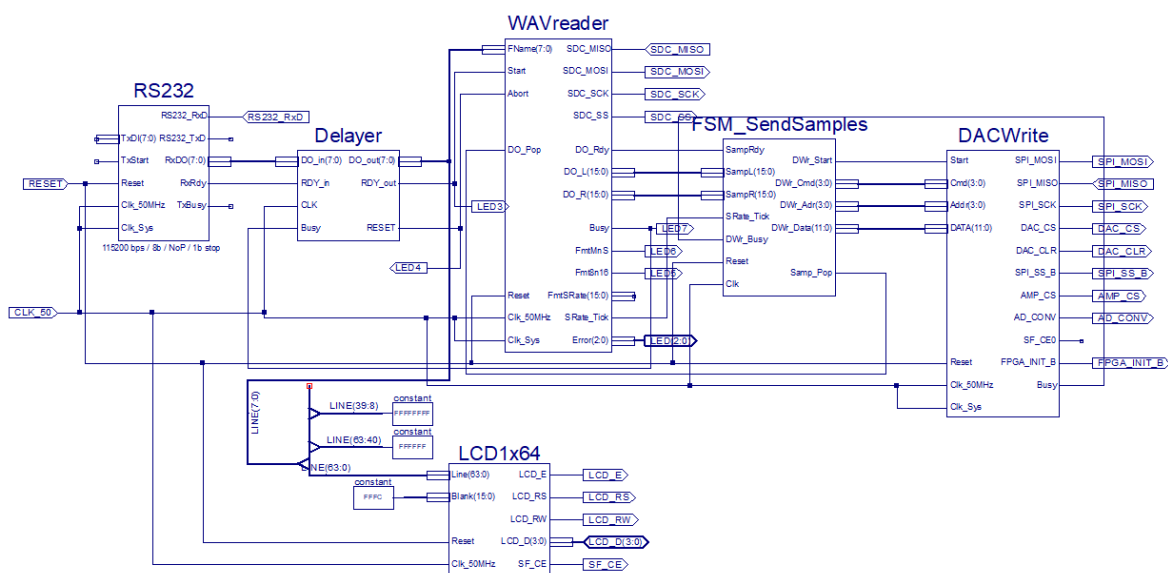 WAVreader
FName(7:0)
Start
Abort
DO_Pop
Reset
Clk_50MHz
Clk_Sys
SDC_MISO
SDC_MOSI
SDC_SCK
SDC_SS
DO_Rdy
DO_L(15:0)
DO_R(15:0)
Busy
FmtMnS
Fmt8n16
FmtSRate(15:0)
SRate_Tick
Error(2:0)
SDC_MISO
SDC_MOSI
SDC_SCK
SDC_SS
LED7
LED6
LED5
LED(2:0)
RS232
TxDI(7:0)
TxStart
Reset
Clk_50MHz
Clk_Sys
RS232_RxD
RS232_TxD
RxDO(7:0)
RxRdy
TxBusy
115200 bps / 8b / NoP / 1b stop
RS232_RxD
RESET
CLK_50
Delayer
DO_in(7:0)
RDY_in
CLK
Busy
DO_out(7:0)
RDY_out
RESET
LED3
LED4
FSM_SendSamples
SampRdy
SampL(15:0)
SampR(15:0)
SRate_Tick
DWr_Busy
Reset
Clk
DWr_Start
DWr_Cmd(3:0)
DWr_Adr(3:0)
DWr_Data(11:0)
Samp_Pop
DACWrite
Start
Cmd(3:0)
Addr(3:0)
DATA(11:0)
Reset
Clk_50MHz
Clk_Sys
SPI_MOSI
SPI_MISO
SPI_SCK
DAC_CS
DAC_CLR
SPI_SS_B
AMP_CS
AD_CONV
SF_CE0
FPGA_INIT_B
Busy
SPI_MOSI
SPI_MISO
SPI_SCK
DAC_CS
DAC_CLR
SPI_SS_B
AMP_CS
AD_CONV
FPGA_INIT_B
LINE(7:0)
LINE(39:8)
constant
FFFFFFFF
LINE(63:40)
constant
FFFFFF
LINE(63:0)
constant
FFFC
LCD1x64
Line(63:0)
Blank(15:0)
Reset
Clk_50MHz
LCD_E
LCD_RS
LCD_RW
LCD_D(3:0)
SF_CE
LCD_E
LCD_RS
LCD_RW
LCD_D(3:0)
SF_CE